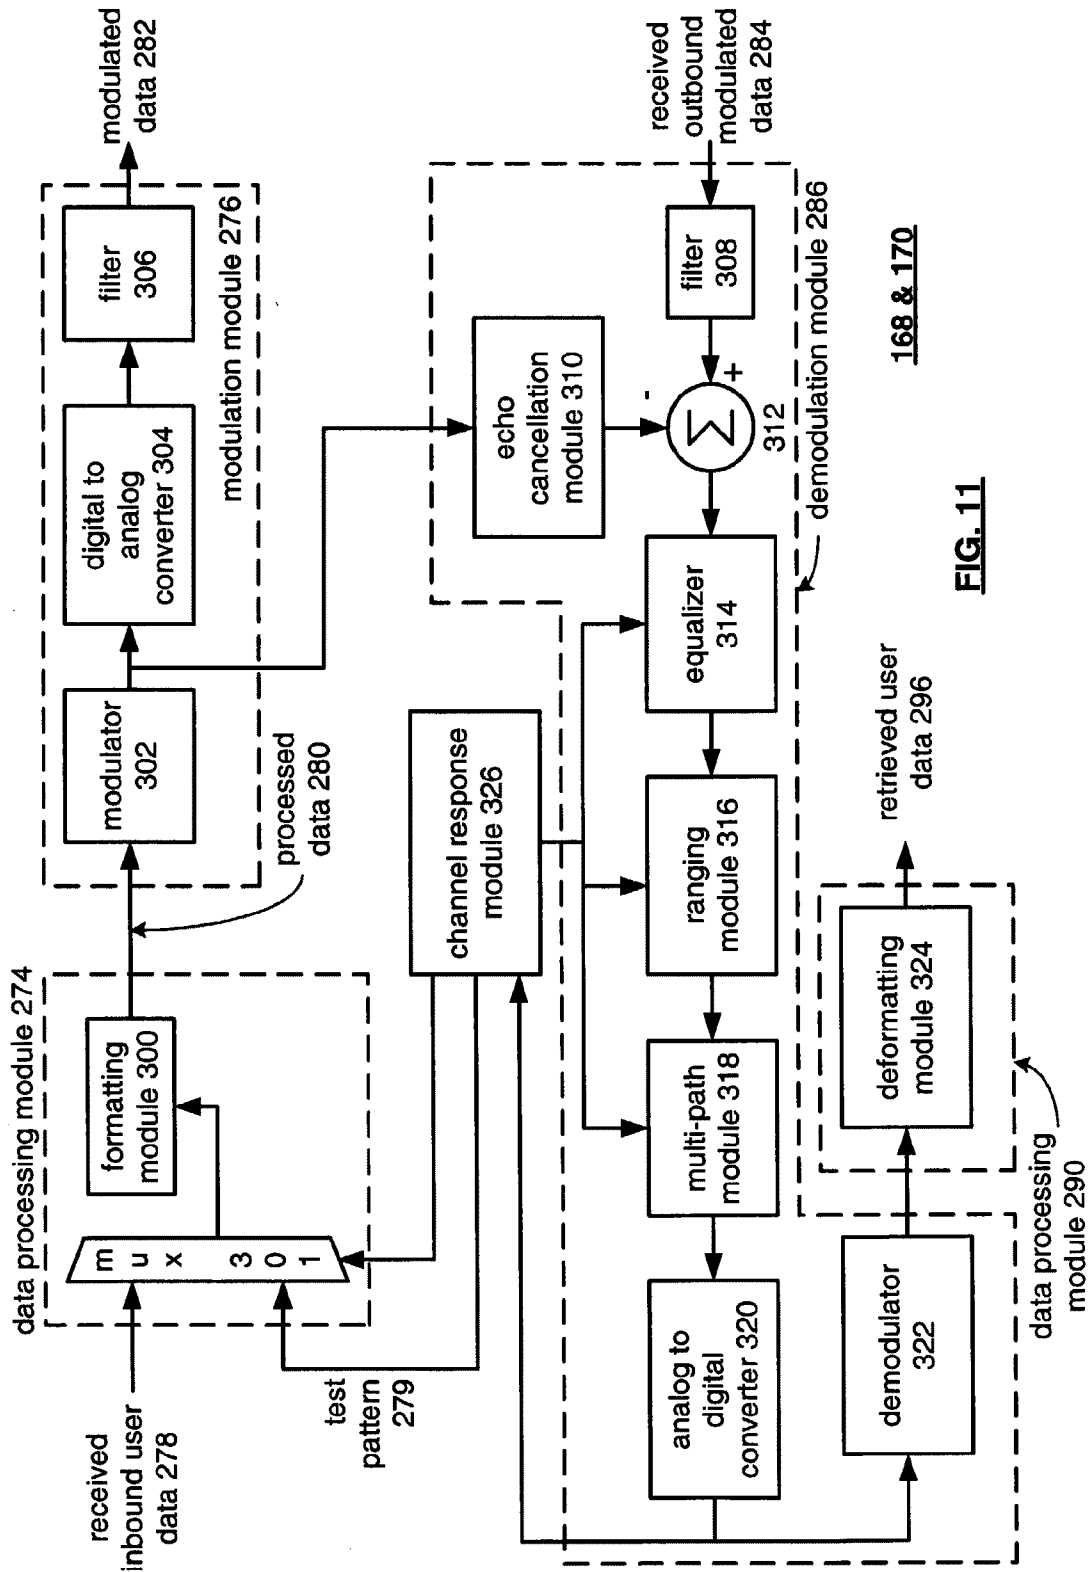 data processing module 274
received
inbound user
data 278
mux 301
formatting
module 300
test
pattern
279
processed
data 280
modulator
302
digital to
analog
converter 304
filter
306
modulated
data 282
modulation module 276
channel response
module 326
echo
cancellation
module 310
received
outbound
modulated
data 284
filter
308
-
+
Σ
312
equalizer
314
ranging
module 316
multi-path
module 318
analog to
digital
converter 320
demodulation module 286
demodulator
322
deformatting
module 324
retrieved user
data 296
data processing
module 290
168 & 170
FIG. 11